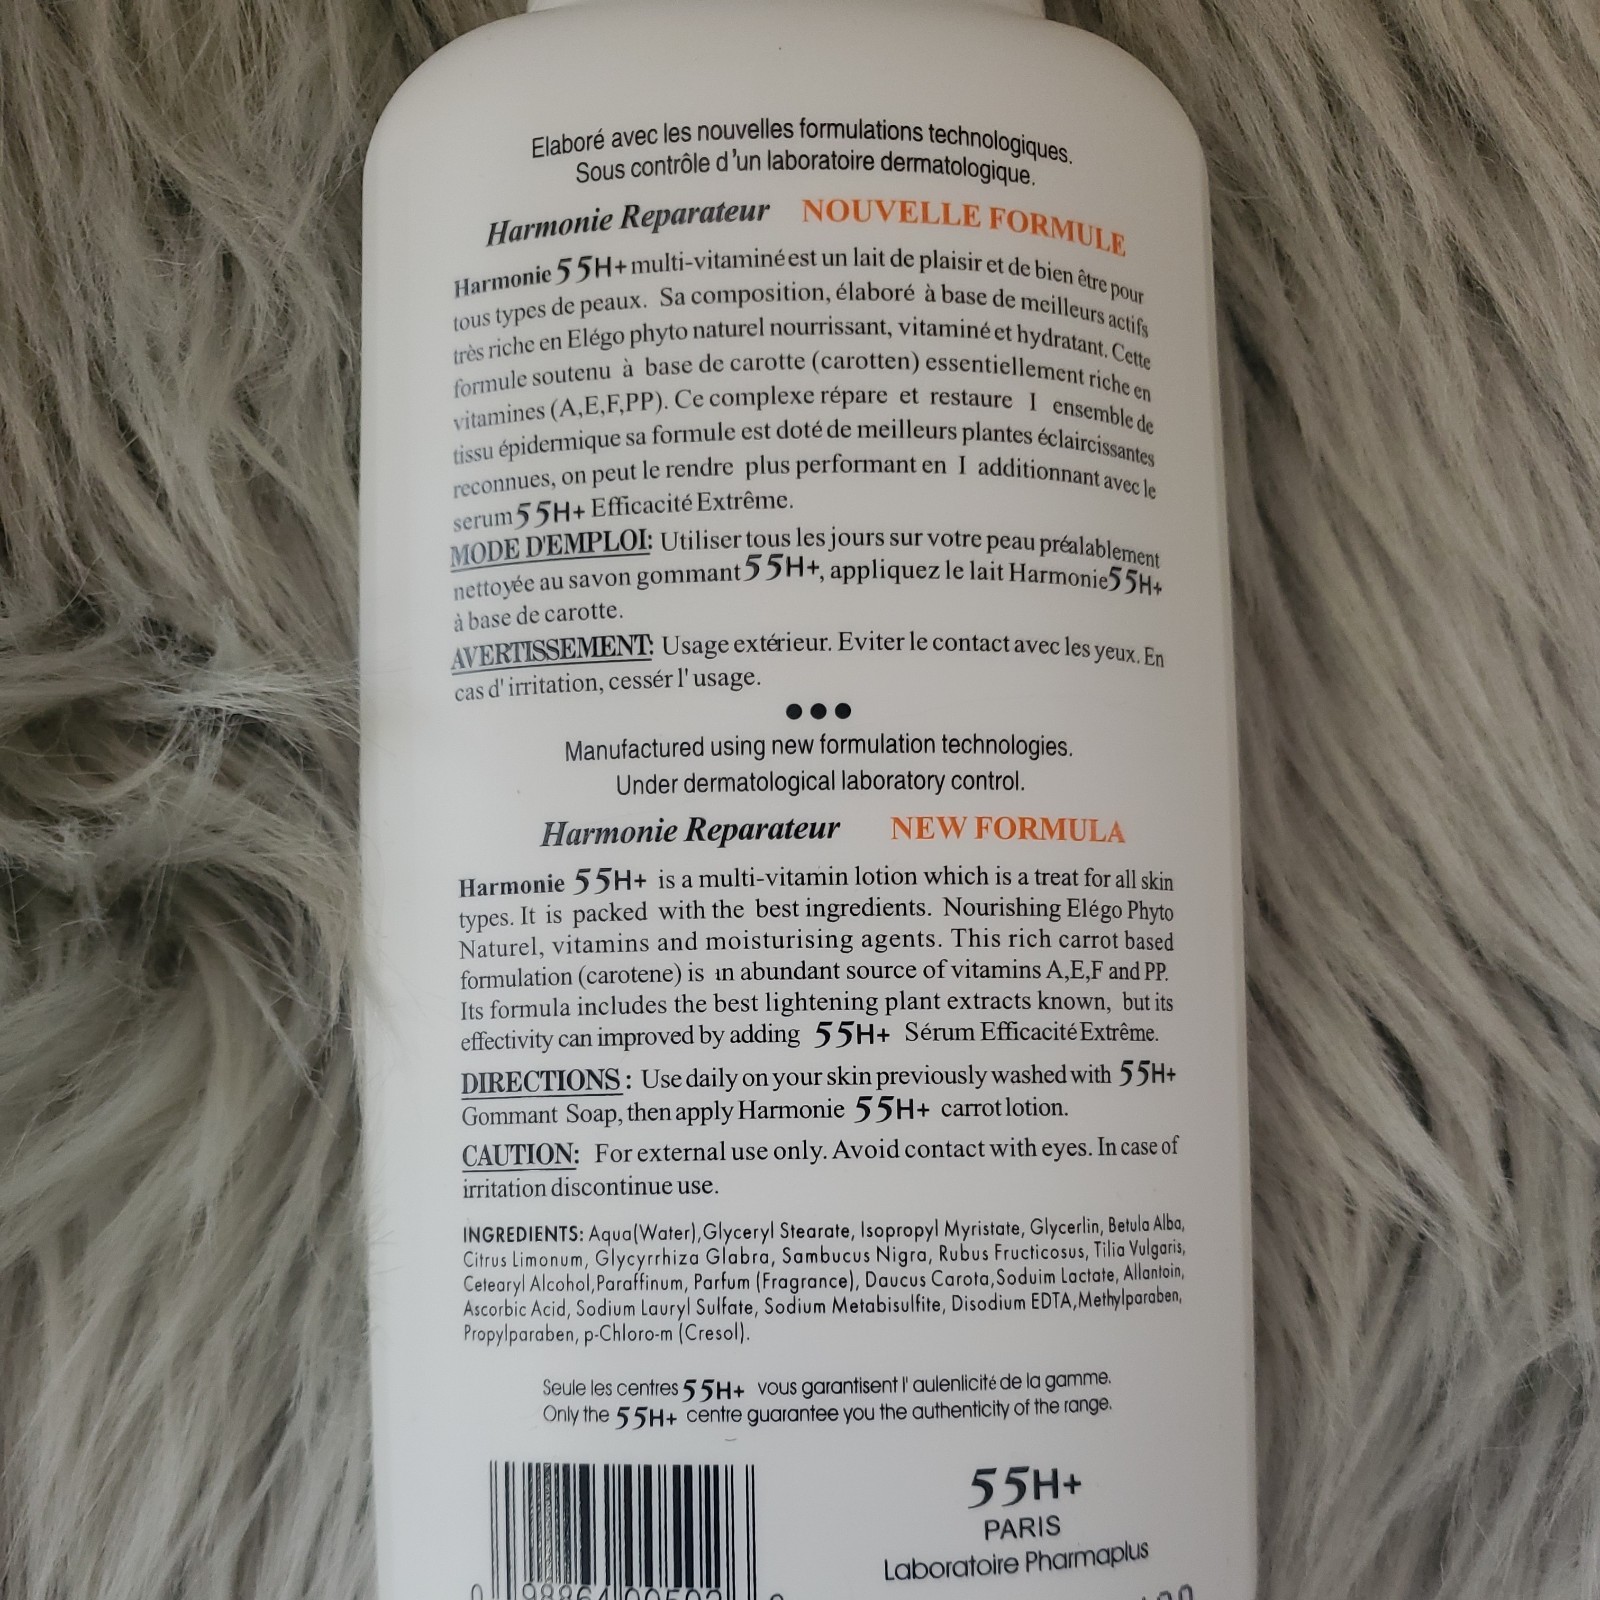 Elaboré avec les nouvelles formulations technologiques.
Sous contrôle d'un laboratoire dermatologique.
Harmonie Reparateur NOUVELLE FORMULE
Harmonie 55H+ multi-vitaminé est un lait de plaisir et de bien être pour
tous types de peaux. Sa composition, élaboré à base de meilleurs actifs
très riche en Elégo phyto naturel nourrissant, vitaminé et hydratant. Cette
formule soutenu à base de carotte (carotten) essentiellement riche en
vitamines (A,E,F,PP). Ce complexe répare et restaure I ensemble de
tissu épidermique sa formule est doté de meilleurs plantes éclaircissantes
reconnues, on peut le rendre plus performant en I additionnant avec le
serum 55H+ Efficacité Extrême.
MODE D'EMPLOI: Utiliser tous les jours sur votre peau préalablement
nettoyée au savon gommant 55H+, appliquez le lait Harmonie 55H+
à base de carotte.
AVERTISSEMENT: Usage extérieur. Eviter le contact avec les yeux. En
cas d' irritation, cessér l' usage.
Manufactured using new formulation technologies.
Under dermatological laboratory control.
Harmonie Reparateur NEW FORMULA
Harmonie 55H+ is a multi-vitamin lotion which is a treat for all skin
types. It is packed with the best ingredients. Nourishing Elégo Phyto
Naturel, vitamins and moisturising agents. This rich carrot based
formulation (carotene) is an abundant source of vitamins A,E,F and PP.
Its formula includes the best lightening plant extracts known, but its
effectivity can improved by adding 55H+ Sérum Efficacité Extrême.
DIRECTIONS: Use daily on your skin previously washed with 55H+
Gommant Soap, then apply Harmonie 55H+ carrot lotion.
CAUTION: For external use only. Avoid contact with eyes. In case of
irritation discontinue use.
INGREDIENTS: Aqua(Water), Glyceryl Stearate, Isopropyl Myristate, Glycerlin, Betula Alba,
Citrus Limonum, Glycyrrhiza Glabra, Sambucus Nigra, Rubus Fructicosus, Tilia Vulgaris,
Cetearyl Alcohol, Paraffinum, Parfum (Fragrance), Daucus Carota, Soduim Lactate, Allantoin,
Ascorbic Acid, Sodium Lauryl Sulfate, Sodium Metabisulfite, Disodium EDTA, Methylparaben,
Propylparaben, p-Chloro-m (Cresol).
Seule les centres 55H+ vous garantisent l' aulenlicité de la gamme.
Only the 55H+ centre guarantee you the authenticity of the range.
55H+
PARIS
Laboratoire Pharmaplus